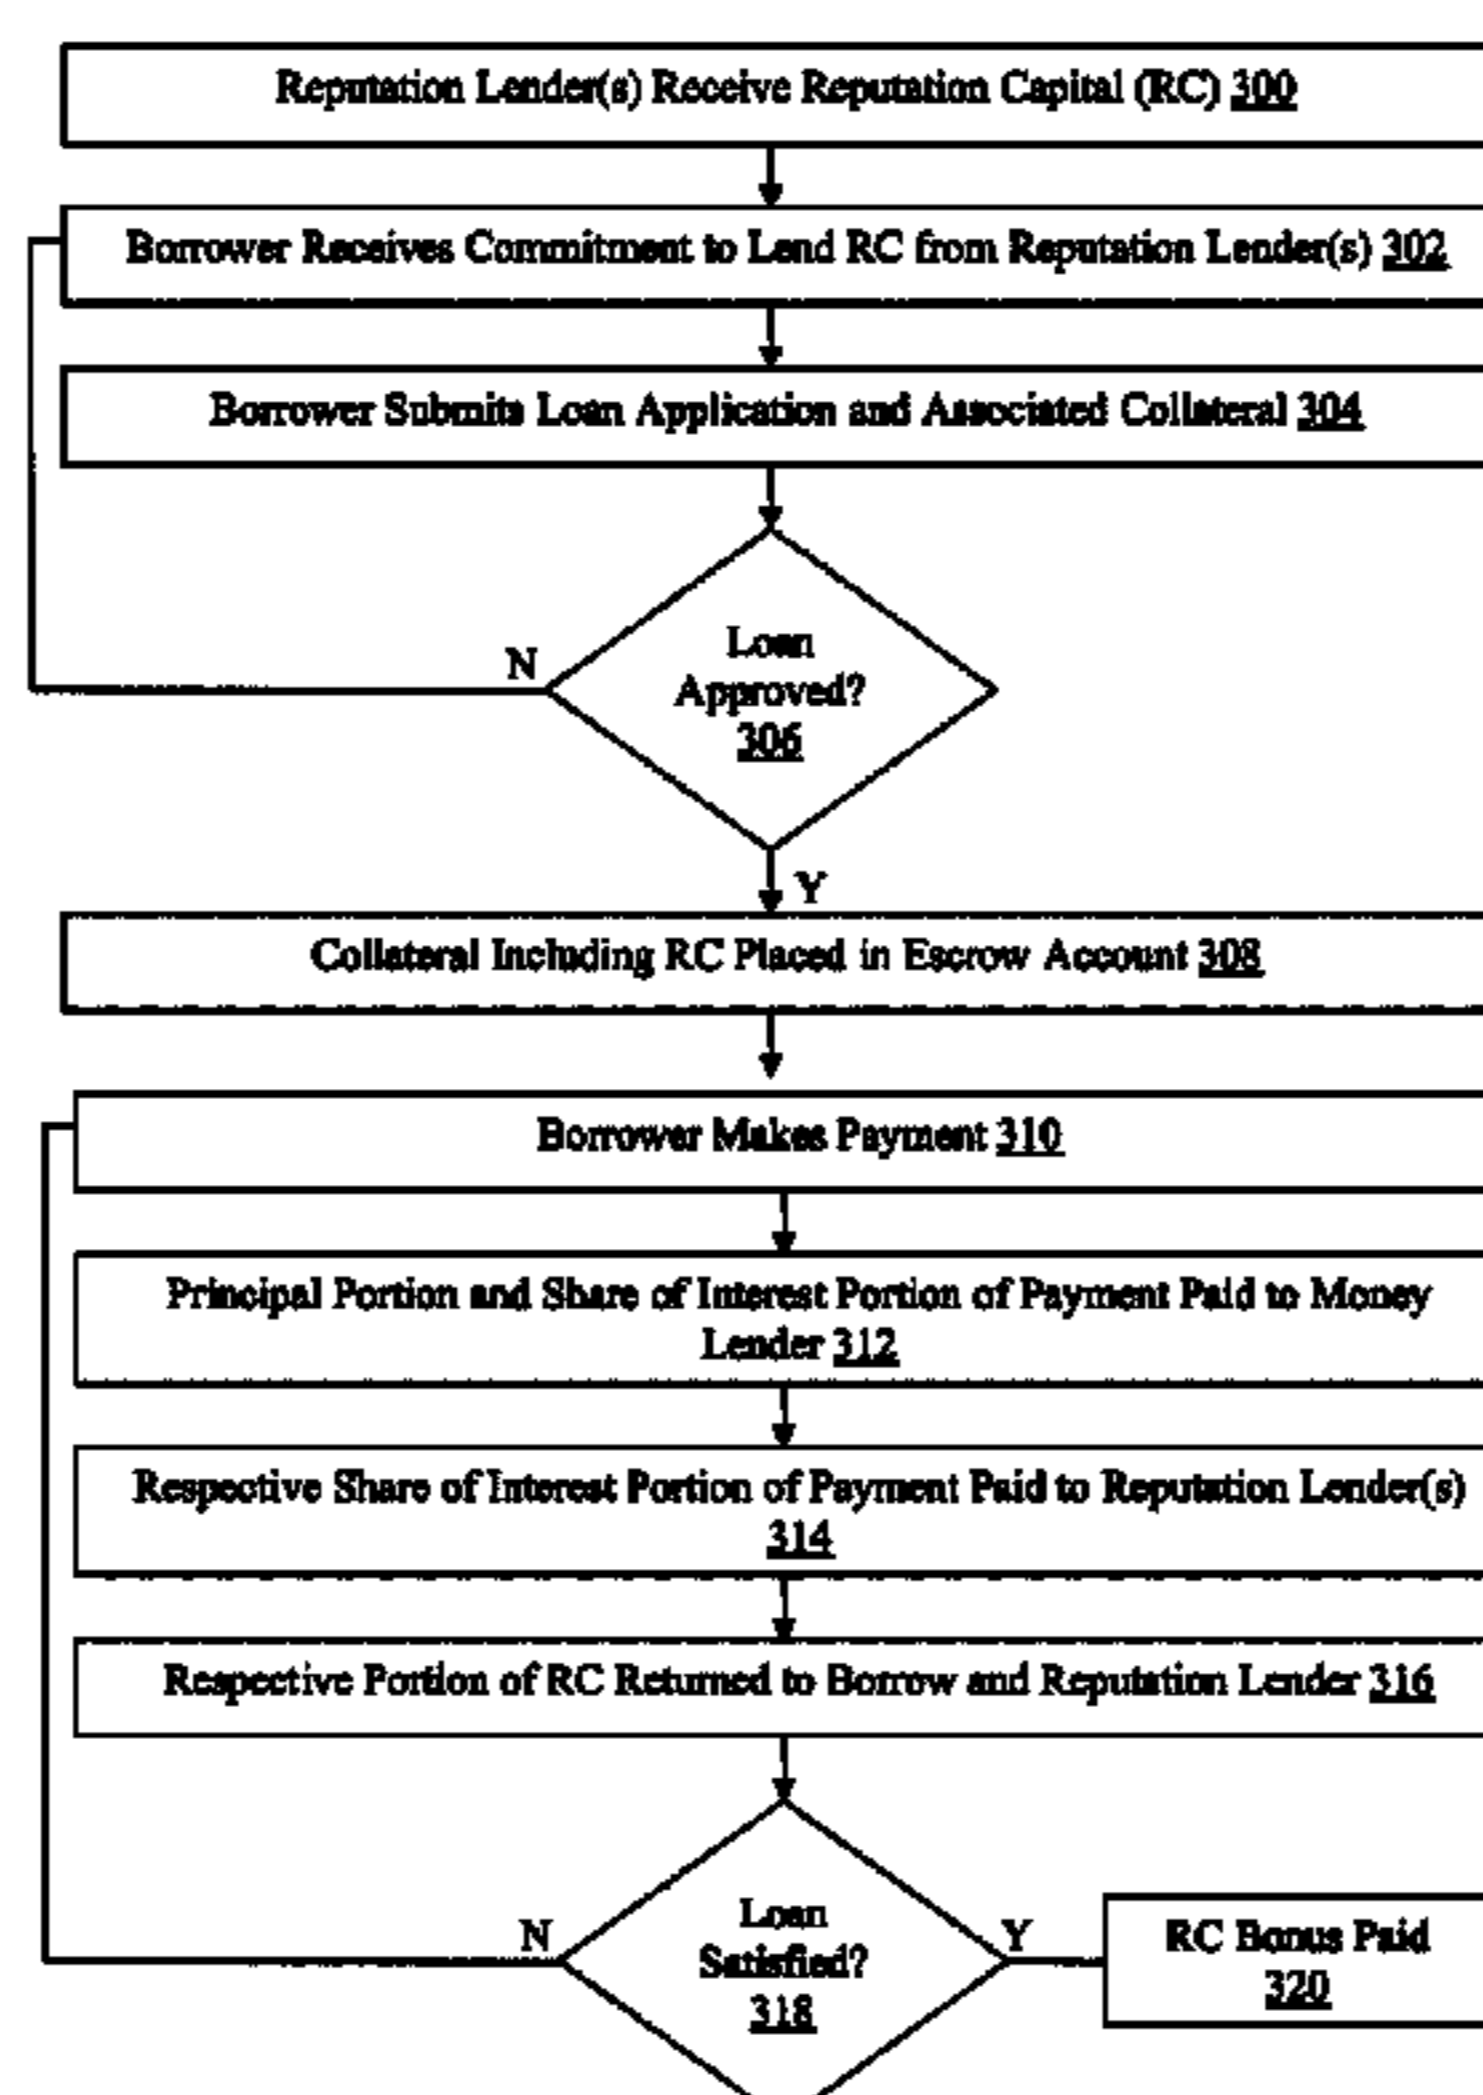 Reputation Lender(s) Receive Reputation Capital (RC) 300
Borrower Receives Commitment to Lend RC from Reputation Lender(s) 302
Borrower Submits Loan Application and Associated Collateral 304
Loan
Approved?
306
N
Y
Collateral Including RC Placed in Escrow Account 308
Borrower Makes Payment 310
Principal Portion and Share of Interest Portion of Payment Paid to Money
Lender 312
Respective Share of Interest Portion of Payment Paid to Reputation Lender(s)
314
Respective Portion of RC Returned to Borrow and Reputation Lender 316
Loan
Satisfied?
318
N
Y
RC Bonus Paid
320